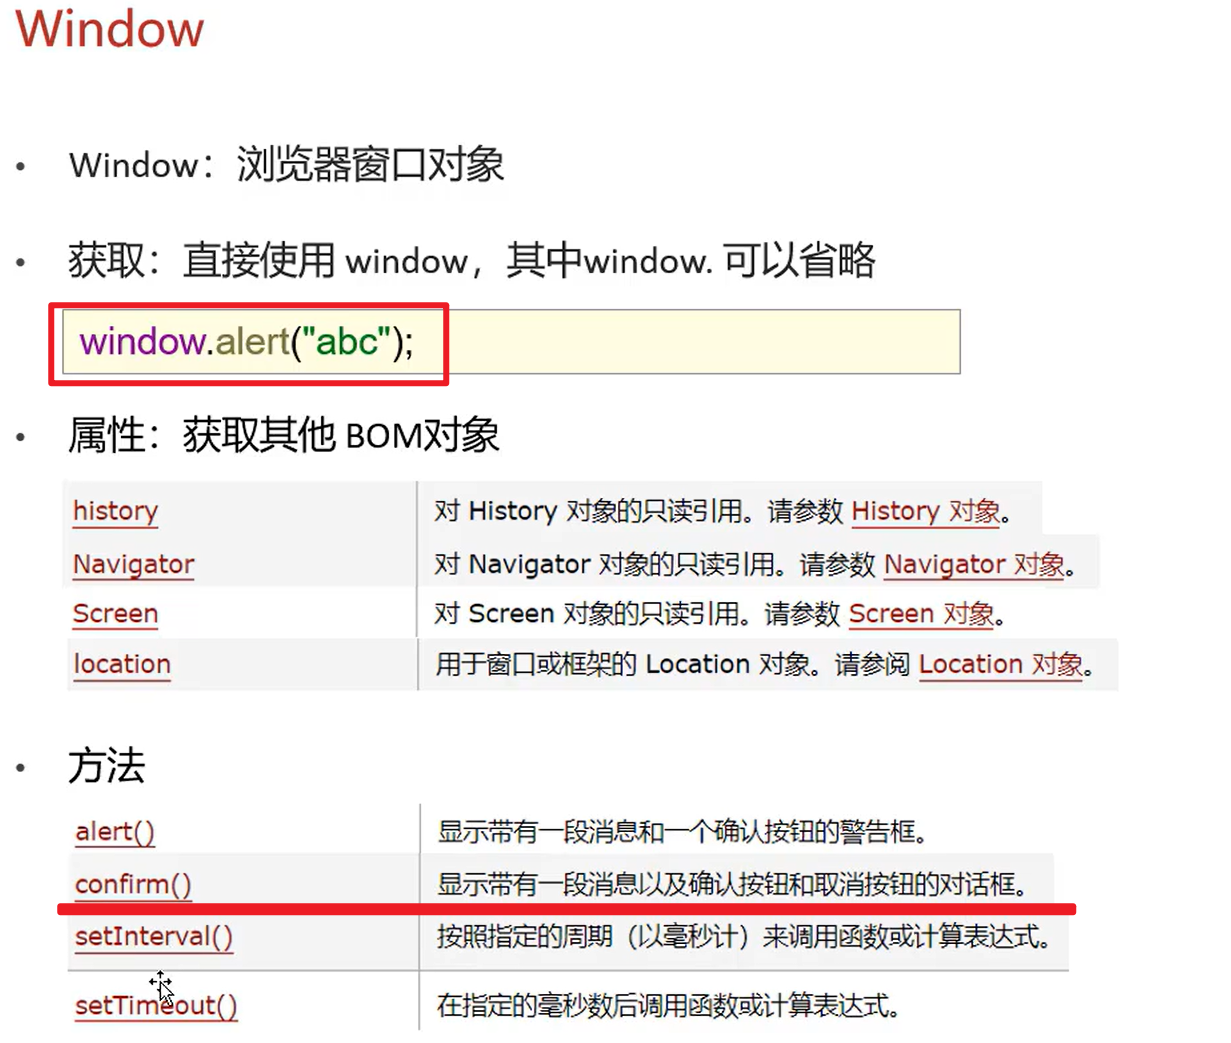 Window
• Window：浏览器窗口对象
• 获取：直接使用 window，其中window. 可以省略
window.alert("abc");
• 属性：获取其他 BOM对象
history 对 History 对象的只读引用。请参数 History 对象。
Navigator 对 Navigator 对象的只读引用。请参数 Navigator 对象。
Screen 对 Screen 对象的只读引用。请参数 Screen 对象。
location 用于窗口或框架的 Location 对象。请参阅 Location 对象。
• 方法
alert() 显示带有一段消息和一个确认按钮的警告框。
confirm() 显示带有一段消息以及确认按钮和取消按钮的对话框。
setInterval() 按照指定的周期（以毫秒计）来调用函数或计算表达式。
setTimeout() 在指定的毫秒数后调用函数或计算表达式。